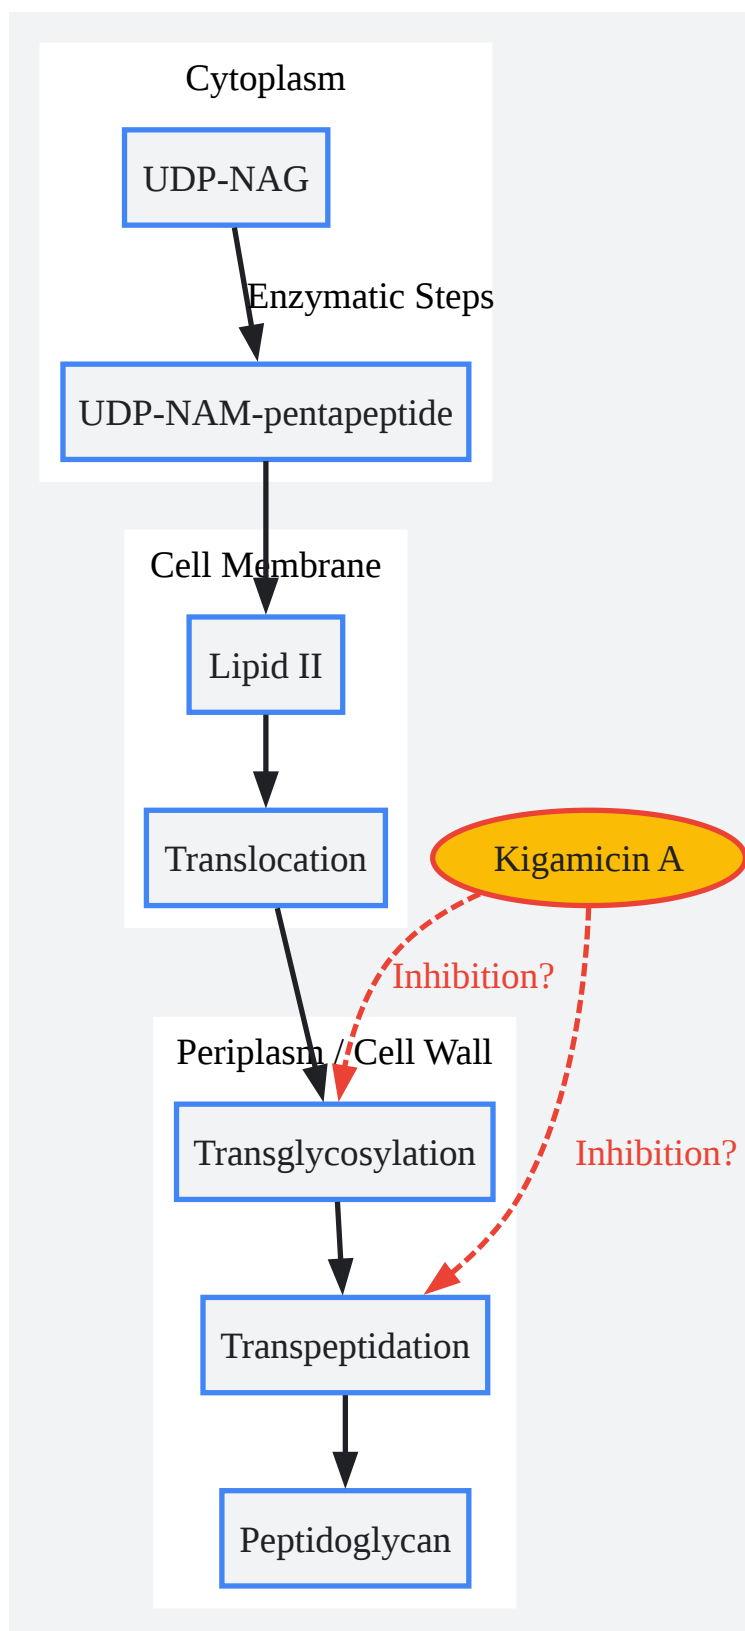 Cytoplasm
UDP-NAG
Enzymatic Steps
UDP-NAM-pentapeptide
Cell Membrane
Lipid II
Translocation
Kigamicin A
Inhibition?
Periplasm / Cell Wall
Transglycosylation
Inhibition?
Transpeptidation
Peptidoglycan